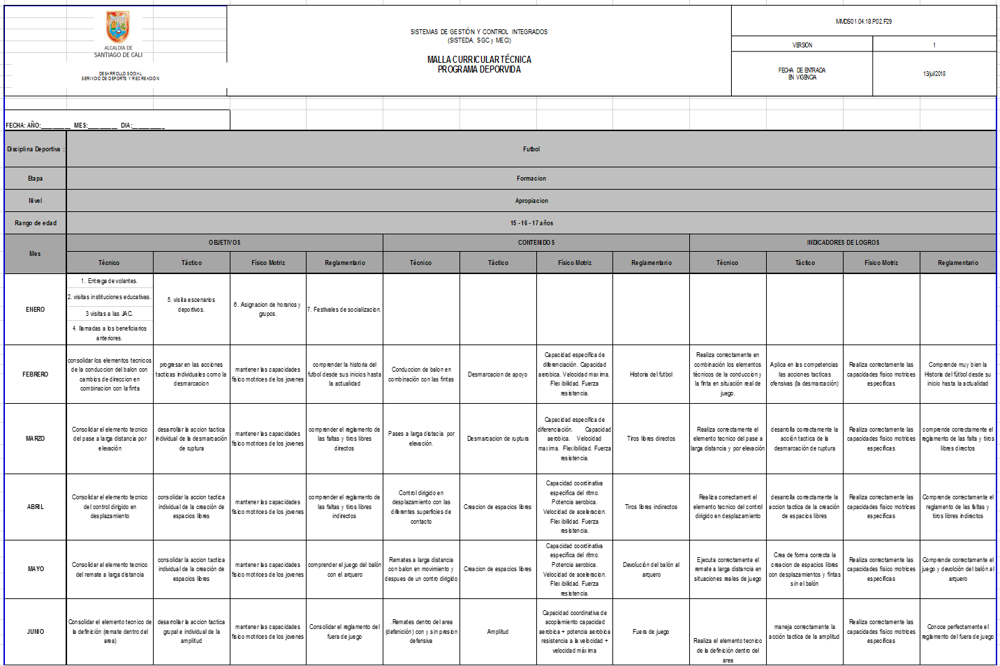 ALCALDÍA DE
SANTIAGO DE CALI
DESARROLLO SOCIAL
SERVICIO DE DEPORTE Y RECREACIÓN
SISTEMAS DE GESTIÓN Y CONTROL INTEGRADOS
(SISTEDA, SGC y MECI)
MALLA CURRICULAR TÉCNICA
PROGRAMA DEPORVIDA
MMDS01.04.18.P02.F29
VERSIÓN
1
FECHA DE ENTRADA
EN VIGENCIA
13/jul/2018
FECHA: AÑO:________ MES:________ DIA:_________
Disciplina Deportiva :
Futbol
Etapa
Formacion
Nivel
Apropiacion
Rango de edad
15 - 16 - 17 años
Mes
OBJETIVOS
CONTENIDOS
INDICADORES DE LOGROS
Técnico
Táctico
Físico Motriz
Reglamentario
Técnico
Táctico
Físico Motriz
Reglamentario
Técnico
Táctico
Físico Motriz
Reglamentario
ENERO
1. Entrega de volantes.
2. visitas instituciones educativas.
3 visitas a las JAC.
4. llamadas a los beneficiarios
anteriores.
5. visita escenarios
deportivos.
6. Asignacion de horarios y
grupos.
7. Festivales de socializacion.
FEBRERO
consolidar los elementos tecnicos
de la conduccion del balon con
cambios de direccion en
combinacion con la finta
progresar en las acciones
tacticas individuales como la
desmarcacion
mantener las capacidades
fisico motrices de los jovenes
comprender la historia del
futbol desde sus inicios hasta
la actualidad
Conduccion de balon en
combinación con las fintas
Desmarcacion de apoyo
Capacidad especifica de
diferenciación. Capacidad
aerobica. Velocidad maxima.
Flexibilidad. Fuerza
resistencia.
Historia del futbol
Realiza correctamente en
combinación los elementos
técnicos de la conduccion y
la finta en situación real de
juego.
Aplica en las competencias
las acciones tacticas
ofensivas (la desmarcación)
Realiza correctamente las
capacidades fisico motrices
específicas
Comprende muy bien la
Historia del fútbol desde su
inicio hasta la actualidad
MARZO
Consolidar el elemento tecnico
del pase a larga distancia por
elevación
desarrollar la accion tactica
individual de la desmarcación
de ruptura
mantener las capacidades
fisico motrices de los jovenes
comprender el reglamento de
las faltas y tiros libres
directos
Pases a larga distacia por
elevación.
Desmarcacion de ruptura
Capacidad especifica de
diferenciación. Capacidad
aerobica. Velocidad
maxima. Flexibilidad. Fuerza
resistencia.
Tiros libres directos
Realiza correctamente el
elemento tecnico del pase a
larga distancia y por elevación
desarrolla correctamente la
acción tactica de la
desmarcación de ruptura
Realiza correctamente las
capacidades fisico motrices
específicas
comprende correctamente el
reglamento de las falta y tiros
libres directos
ABRIL
Consolidar el elemento tecnico
del control dirigido en
desplazamiento
consolidar la accion tactica
individual de la creación de
espacios libres
mantener las capacidades
fisico motrices de los jovenes
comprender el reglamento de
las faltas y tiros libres
indirectos
Control dirigido en
desplazamiento con las
diferentes superficies de
contacto
Creacion de espacios libres
Capacidad coordinativa
especifica del ritmo.
Potencia aerobica.
Velocidad de aceleracion.
Flexibilidad. Fuerza
resistencia.
Tiros libres indirectos
Realiza correctament el
elemento tecnico del control
dirigido en desplazamiento
desarrolla correctamente la
accion tactica de la creación
de espacios libres
Realiza correctamente las
capacidades fisico motrices
específicas
Comprende correctamente el
reglamento de las faltas y
tiros libres indirectos
MAYO
Consolidar el elemento tecnico
del remate a larga distancia
consolidar la accion tactica
individual de la creación de
espacios libres
mantener las capacidades
fisico motrices de los jovenes
comprender el juego del balón
con el arquero
Remates a larga distancia
con balon en movimiento y
despues de un contro dirigido
Creacion de espacios libres
Capacidad coordinativa
especifica del ritmo.
Potencia aerobica.
Velocidad de aceleracion.
Flexibilidad. Fuerza
resistencia.
Devolución del balón al
arquero
Ejecuta correctamente el
remate a larga distancia en
situaciones reales de juego
Crea de forma correcta la
creacion de espacios libres
con desplazamientos y fintas
sin el balón
Realiza correctamente las
capacidades fisico motrices
específicas
Comprende correctamente el
juego y devolción del balón al
arquero
JUNIO
Consolidar el elemento tecnico de
la definición (remate dentro del
area)
desarrollar la accion tactica
grupal e individual de la
amplitud
mantener las capacidades
fisico motrices de los jovenes
Consolidar el reglamento del
fuera de juego
.Remates dentro del area
(defenición) con y sin presion
defensiva
Amplitud
Capacidad coordinativa de
acoplamiento capacidad
aerobica + potencia aerobica
resistencia a la velocidad +
velocidad máxima
Fuera de juego
Realiza el elemento tecnico
de la definición dentro del
area
maneja correctamente la
acción tactica de la amplitud
Realiza correctamente las
capacidades fisico motrices
específicas
Conoce perfectamente el
reglamento del fuera de juego